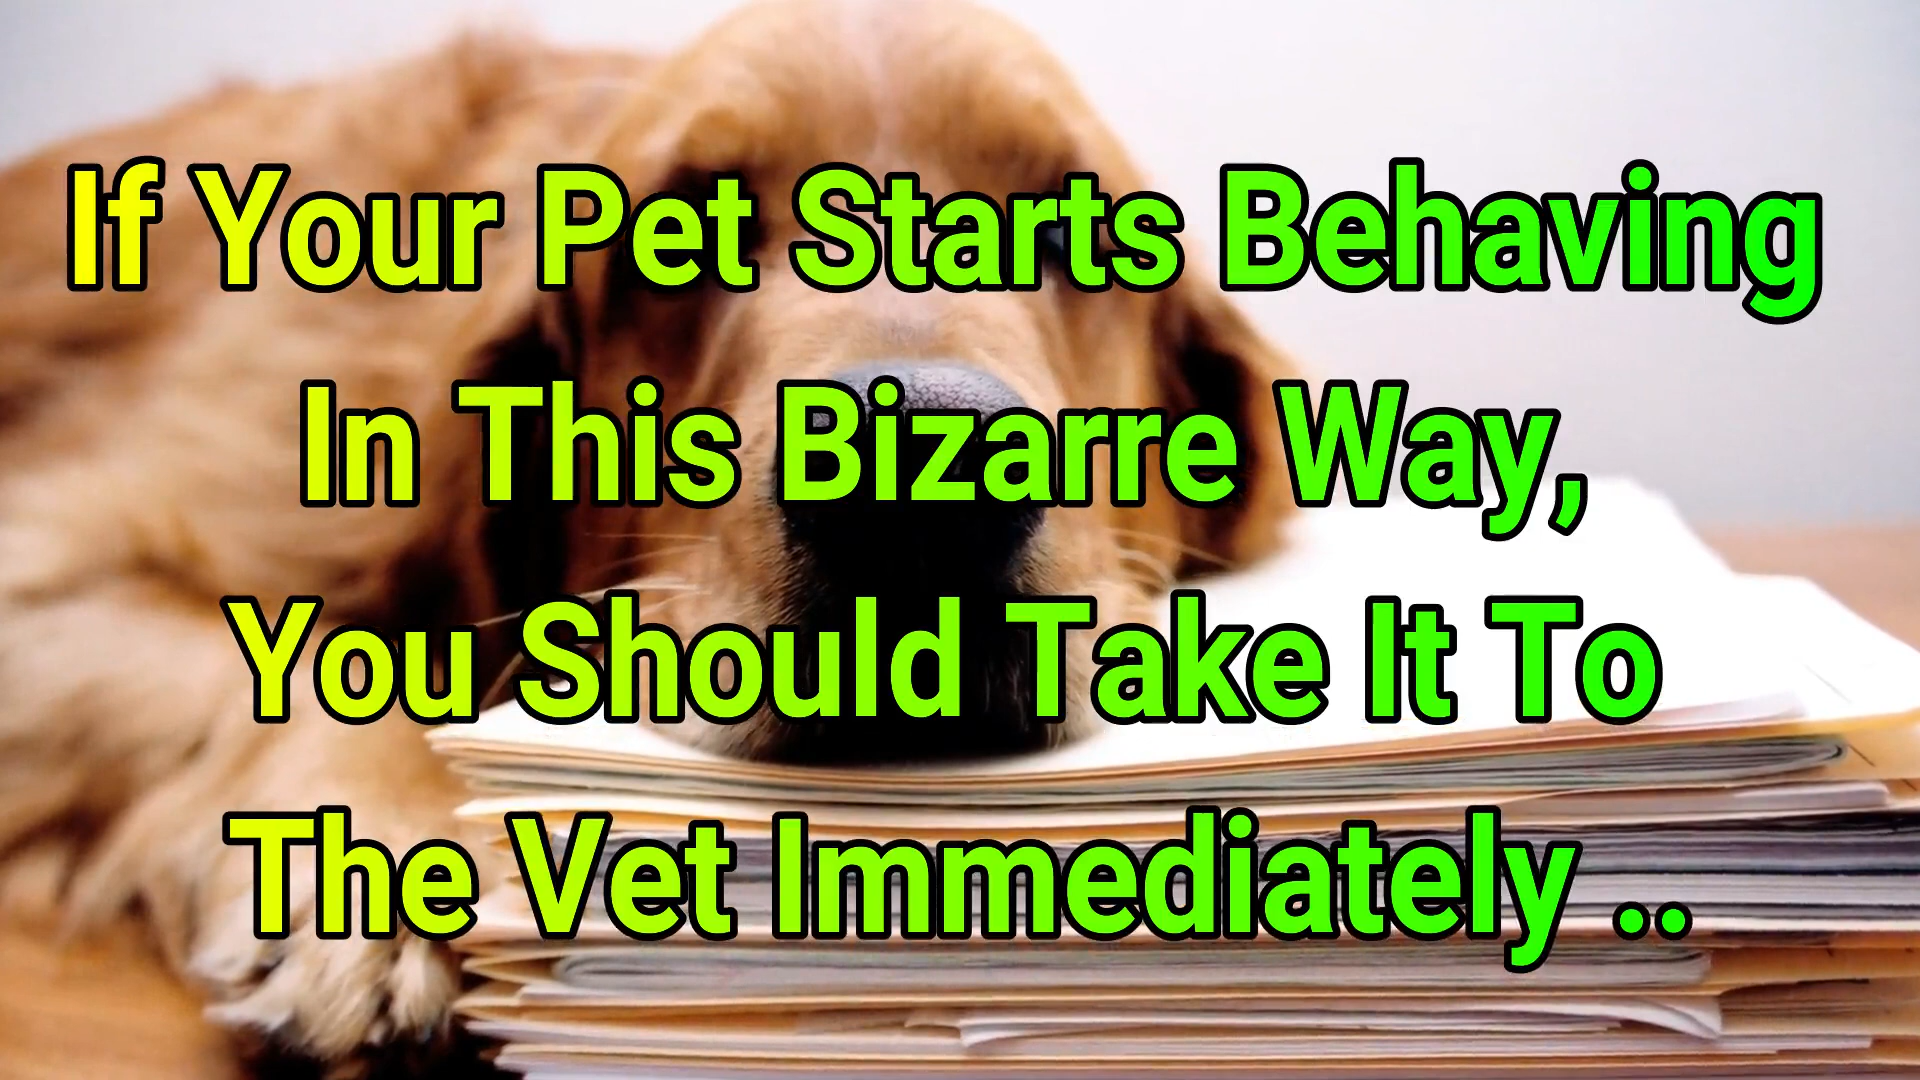 If Your Pet Starts Behaving
In This Bizarre Way,
You Should Take It To
The Vet Immediately ..